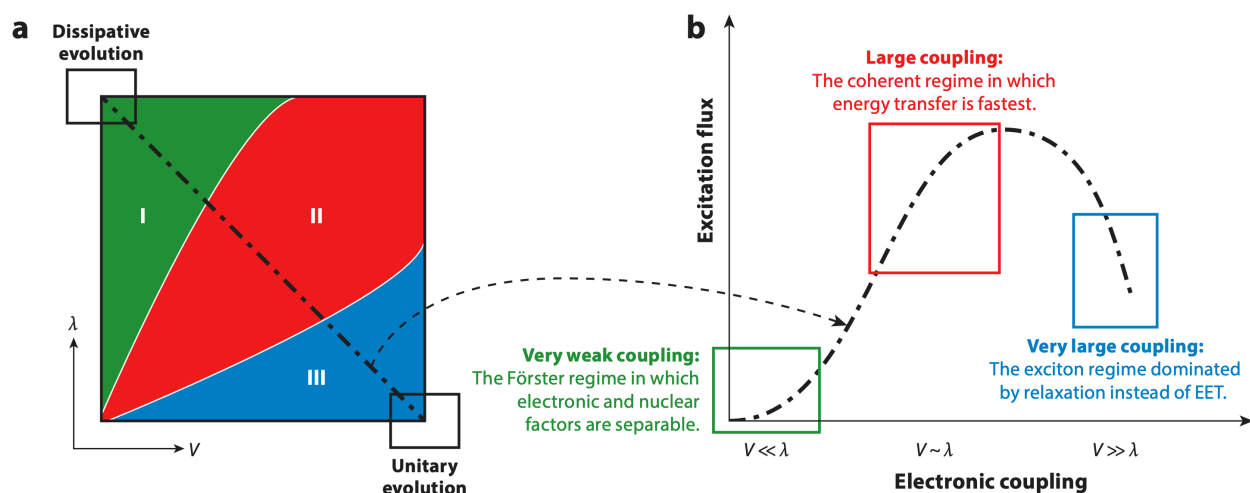 a
Dissipative
evolution
I
II
III
λ
V
Unitary
evolution
b
Excitation flux
Large coupling:
The coherent regime in which
energy transfer is fastest.
Very weak coupling:
The Förster regime in which
electronic and nuclear
factors are separable.
Very large coupling:
The exciton regime dominated
by relaxation instead of EET.
V << λ
V ~ λ
V >> λ
Electronic coupling